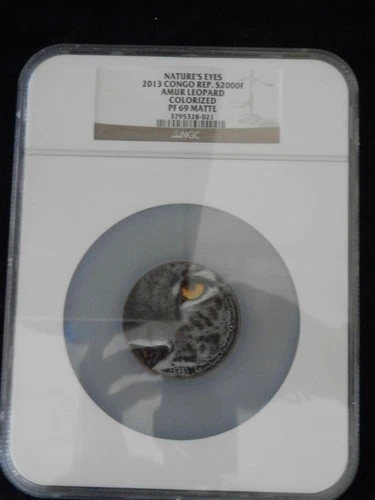 NATURE'S EYES
2013 CONGO REP. S2000F
AMUR LEOPARD
COLORIZED
PF 69 MATTE
3795328-021
NGC